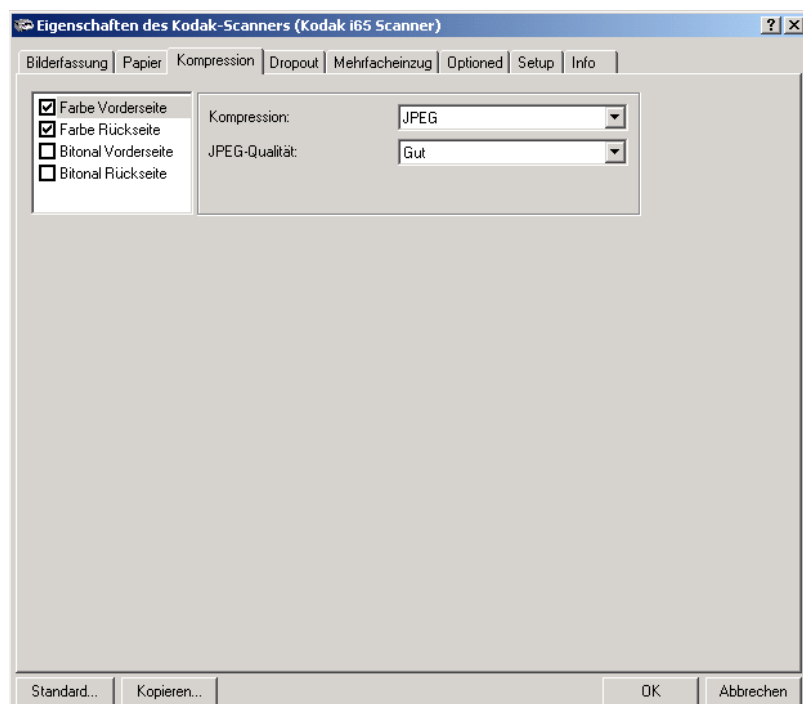 Eigenschaften des Kodak-Scanners (Kodak i65 Scanner)
Bilderfassung Papier Kompression Dropout Mehrfacheinzug Optioned Setup Info
Farbe Vorderseite
Farbe Rückseite
Bitonal Vorderseite
Bitonal Rückseite
Kompression: JPEG
JPEG-Qualität: Gut
Standard... Kopieren... OK Abbrechen